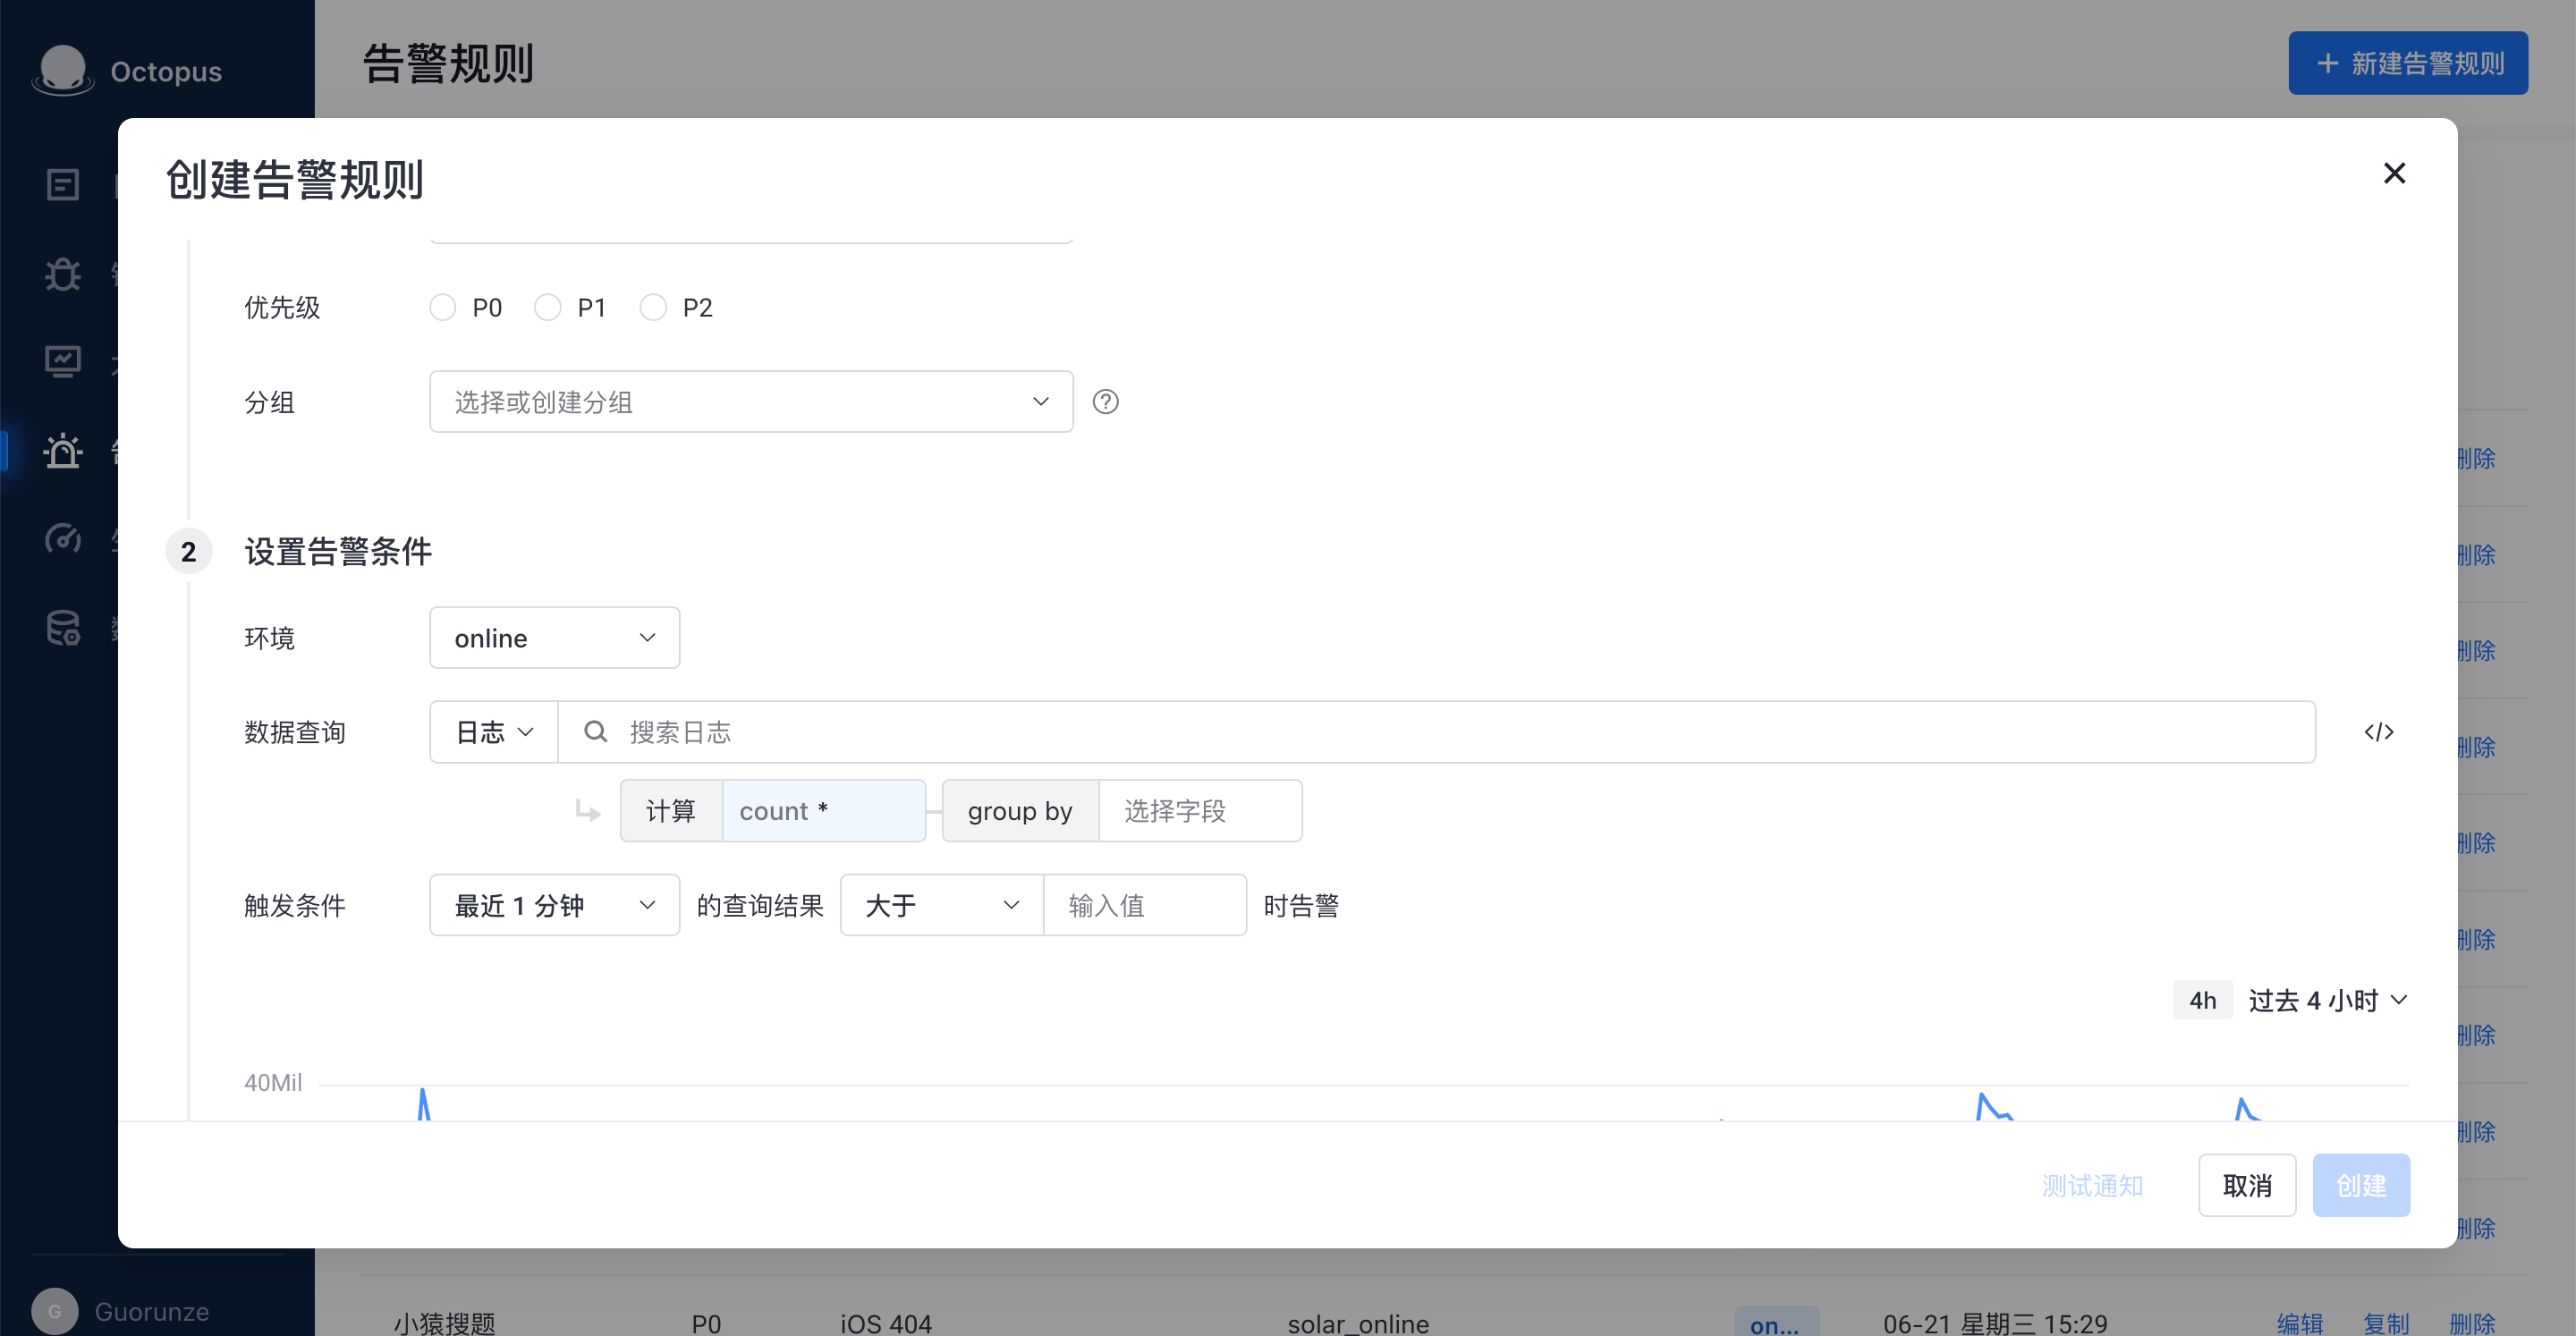 Octopus
告警规则
新建告警规则
创建告警规则
优先级
P0
P1
P2
分组
选择或创建分组
2
设置告警条件
环境
online
数据查询
日志
搜索日志
</>
计算
count *
group by
选择字段
触发条件
最近 1 分钟
的查询结果
大于
输入值
时告警
4h
过去 4 小时
40Mil
测试通知
取消
创建
删除
删除
删除
删除
删除
删除
删除
删除
删除
G
Guorunze
小猿搜题
P0
iOS 404
solar_online
on...
06-21 星期三 15:29
编辑
复制
删除